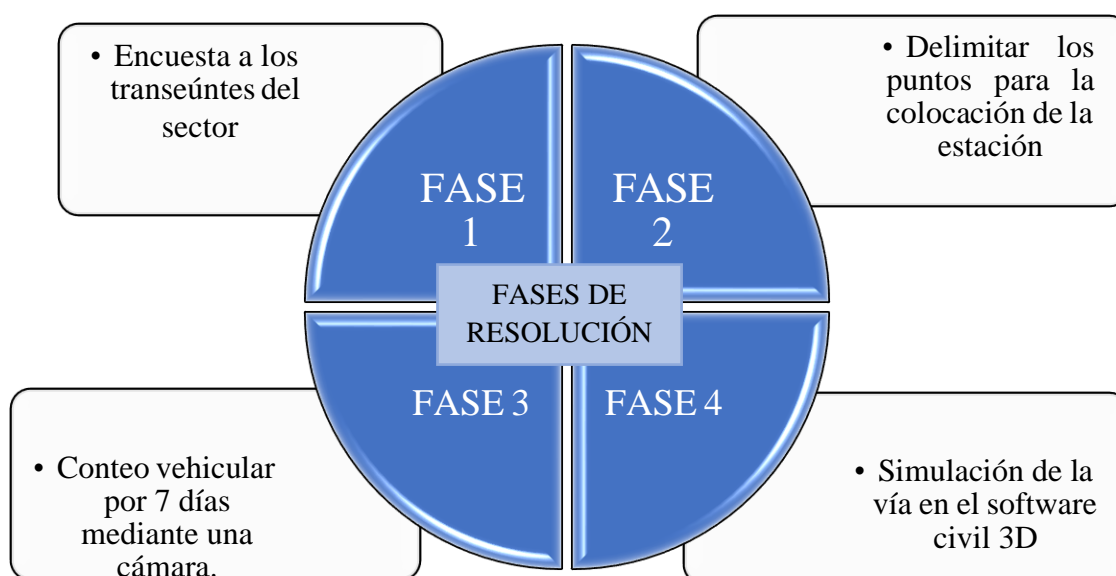 • Encuesta a los
transeúntes del
sector
• Delimitar los
puntos para la
colocación de la
estación
FASE
1
FASE
2
FASES DE
RESOLUCIÓN
FASE 3
FASE 4
• Conteo vehicular
por 7 días
mediante una
cámara.
• Simulación de la
vía en el software
civil 3D